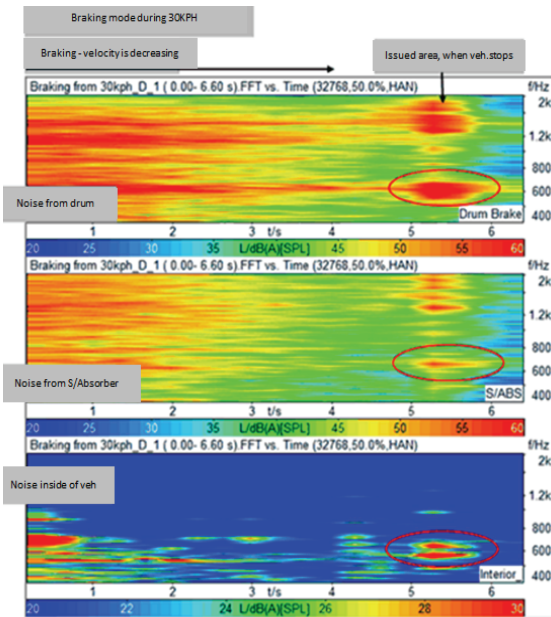 Braking mode during 30KPH
Braking - velocity is decreasing
Issued area, when veh.stops
Braking from 30kph_D_1 ( 0.00- 6.60 s).FFT vs. Time (32768,50.0%,HAN)
f/Hz
2k
1.2k
600
400
Noise from drum
Drum Brake
1 2 3 t/s 5 6
20 25 30 35 L/dB(A)[SPL] 45 50 55 60
Braking from 30kph_D_1 ( 0.00- 6.60 s).FFT vs. Time (32768,50.0%,HAN)
f/Hz
1.2k
800
600
400
Noise from S/Absorber
S/ABS
1 2 3 t/s 5 6
20 25 30 35 L/dB(A)[SPL] 45 50 55 60
Braking from 30kph_D_1 ( 0.00- 6.60 s).FFT vs. Time (32768,50.0%,HAN)
f/Hz
2k
Noise inside of veh
1.2k
800
600
400
Interior_
1 2 3 t/s 5 6
20 22 24 L/dB(A)[SPL] 26 28 30